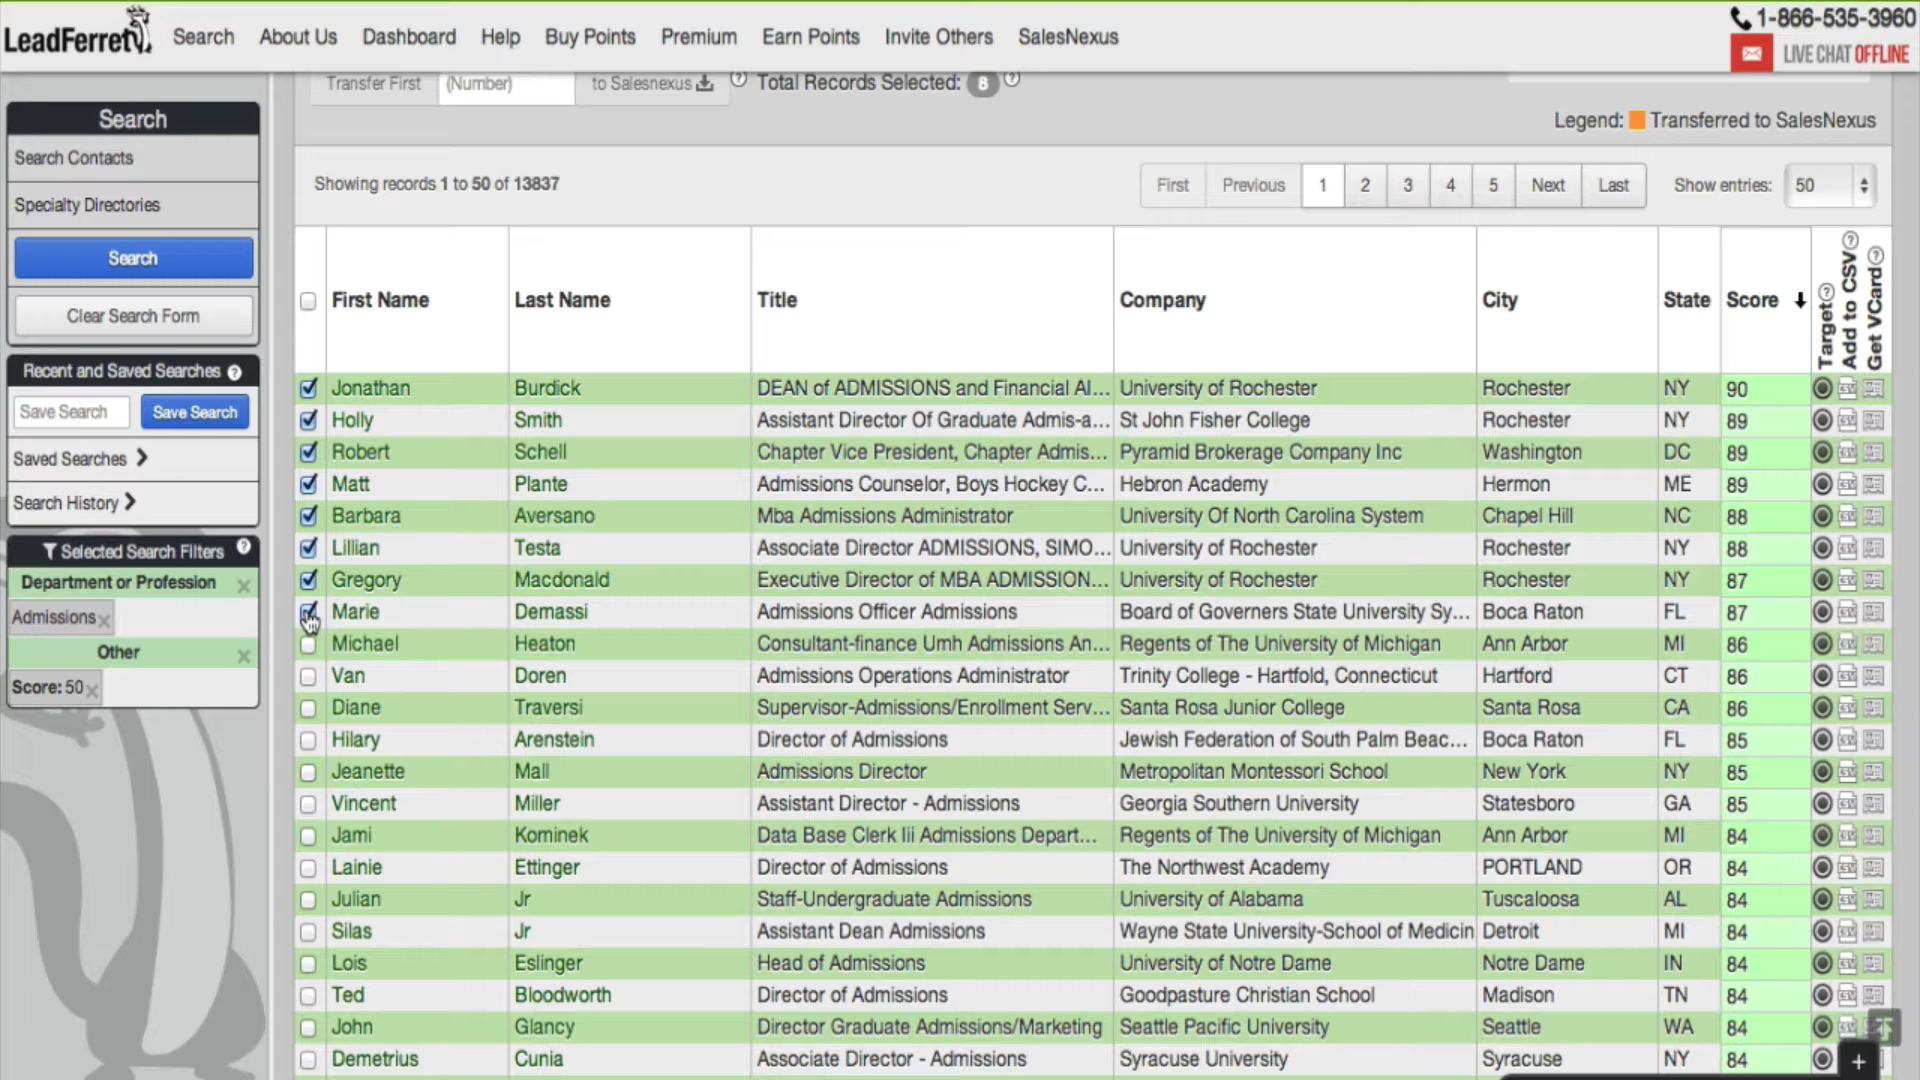 LeadFerret Search About Us Dashboard Help Buy Points Premium Earn Points Invite Others SalesNexus
1-866-535-3960
LIVE CHAT OFFLINE
Transfer First (Number) to Salesnexus Total Records Selected: 8
Legend: Transferred to SalesNexus
Search
Search Contacts
Specialty Directories
Search
Clear Search Form
Recent and Saved Searches
Save Search Save Search
Saved Searches
Search History
Selected Search Filters
Department or Profession
Admissions
Other
Score: 50
Showing records 1 to 50 of 13837
First Previous 1 2 3 4 5 Next Last Show entries: 50
First Name Last Name Title Company City State Score Target Add to CSV Get VCard
Jonathan Burdick DEAN of ADMISSIONS and Financial AI... University of Rochester Rochester NY 90
Holly Smith Assistant Director Of Graduate Admis-a... St John Fisher College Rochester NY 89
Robert Schell Chapter Vice President, Chapter Admis... Pyramid Brokerage Company Inc Washington DC 89
Matt Plante Admissions Counselor, Boys Hockey C... Hebron Academy Hermon ME 89
Barbara Aversano Mba Admissions Administrator University Of North Carolina System Chapel Hill NC 88
Lillian Testa Associate Director ADMISSIONS, SIMO... University of Rochester Rochester NY 88
Gregory Macdonald Executive Director of MBA ADMISSION... University of Rochester Rochester NY 87
Marie Demassi Admissions Officer Admissions Board of Governers State University Sy... Boca Raton FL 87
Michael Heaton Consultant-finance Umh Admissions An... Regents of The University of Michigan Ann Arbor MI 86
Van Doren Admissions Operations Administrator Trinity College - Hartfold, Connecticut Hartford CT 86
Diane Traversi Supervisor-Admissions/Enrollment Serv... Santa Rosa Junior College Santa Rosa CA 86
Hilary Arenstein Director of Admissions Jewish Federation of South Palm Beac... Boca Raton FL 85
Jeanette Mall Admissions Director Metropolitan Montessori School New York NY 85
Vincent Miller Assistant Director - Admissions Georgia Southern University Statesboro GA 85
Jami Kominek Data Base Clerk Iii Admissions Depart... Regents of The University of Michigan Ann Arbor MI 84
Lainie Ettinger Director of Admissions The Northwest Academy PORTLAND OR 84
Julian Jr Staff-Undergraduate Admissions University of Alabama Tuscaloosa AL 84
Silas Jr Assistant Dean Admissions Wayne State University-School of Medicin Detroit MI 84
Lois Eslinger Head of Admissions University of Notre Dame Notre Dame IN 84
Ted Bloodworth Director of Admissions Goodpasture Christian School Madison TN 84
John Glancy Director Graduate Admissions/Marketing Seattle Pacific University Seattle WA 84
Demetrius Cunia Associate Director - Admissions Syracuse University Syracuse NY 84